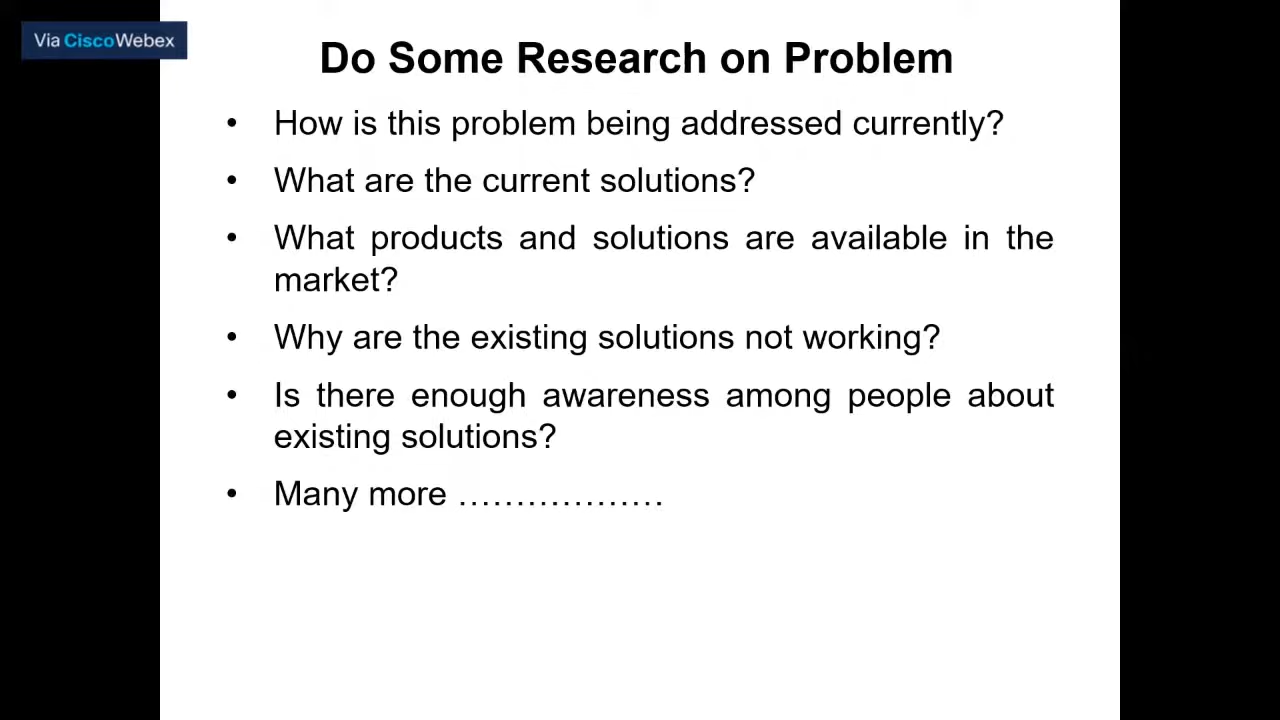 Via CiscoWebex
Do Some Research on Problem
• How is this problem being addressed currently?
• What are the current solutions?
• What products and solutions are available in the
market?
• Why are the existing solutions not working?
• Is there enough awareness among people about
existing solutions?
• Many more ………………